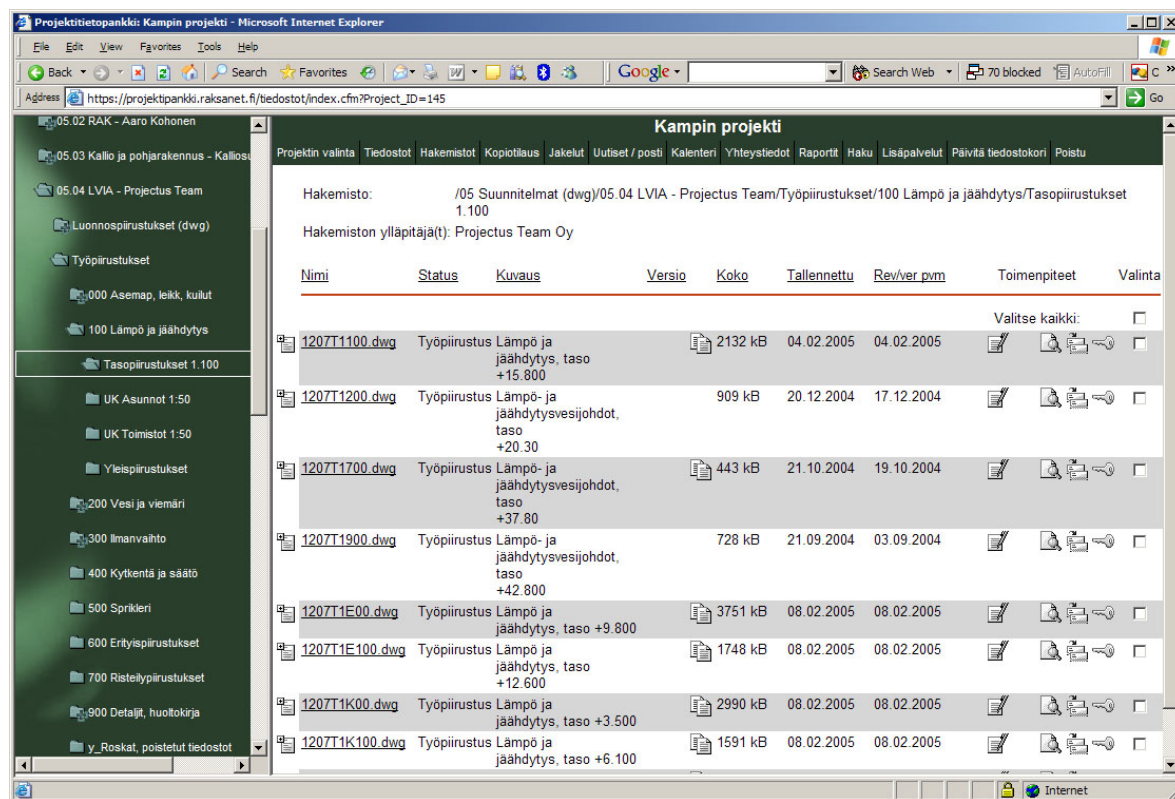 Projektitietopankki: Kampin projekti - Microsoft Internet Explorer
File Edit View Favorites Tools Help
Back Search Favorites Google Search Web 70 blocked AutoFill C
Address https://projektipankki.raksanet.fi/tiedostot/index.cfm?Project_ID=145 Go
05.02 RAK - Aaro Kohonen
05.03 Kallio ja pohjarakennus - Kalliosu
05.04 LVIA - Projectus Team
Luonnospiirustukset (dwg)
Työpiirustukset
000 Asemap, leikk, kuilut
100 Lämpö ja jäähdytys
Tasopiirustukset 1.100
UK Asunnot 1:50
UK Toimistot 1:50
Yleispiirustukset
200 Vesi ja viemäri
300 Ilmanvaihto
400 Kytkentä ja säätö
500 Sprikleri
600 Erityispiirustukset
700 Risteilypiirustukset
900 Detaljit, huoltokirja
y_Roskat, poistetut tiedostot
Kampin projekti
Projektin valinta Tiedostot Hakemistot Kopiotilaus Jakelut Uutiset / posti Kalenteri Yhteystiedot Raportit Haku Lisäpalvelut Päivitä tiedostokori Poistu
Hakemisto: /05 Suunnitelmat (dwg)/05.04 LVIA - Projectus Team/Työpiirustukset/100 Lämpö ja jäähdytys/Tasopiirustukset
1.100
Hakemiston ylläpitäjä(t): Projectus Team Oy
Nimi Status Kuvaus Versio Koko Tallennettu Rev/ver pvm Toimenpiteet Valinta
Valitse kaikki:
1207T1100.dwg Työpiirustus Lämpö ja 2132 kB 04.02.2005 04.02.2005
jäähdytys, taso
+15.800
1207T1200.dwg Työpiirustus Lämpö- ja 909 kB 20.12.2004 17.12.2004
jäähdytysvesijohdot,
taso
+20.30
1207T1700.dwg Työpiirustus Lämpö- ja 443 kB 21.10.2004 19.10.2004
jäähdytysvesijohdot,
taso
+37.80
1207T1900.dwg Työpiirustus Lämpö- ja 728 kB 21.09.2004 03.09.2004
jäähdytysvesijohdot,
taso
+42.800
1207T1E00.dwg Työpiirustus Lämpö ja 3751 kB 08.02.2005 08.02.2005
jäähdytys, taso +9.800
1207T1E100.dwg Työpiirustus Lämpö ja 1748 kB 08.02.2005 08.02.2005
jäähdytys, taso
+12.600
1207T1K00.dwg Työpiirustus Lämpö ja 2990 kB 08.02.2005 08.02.2005
jäähdytys, taso +3.500
1207T1K100.dwg Työpiirustus Lämpö ja 1591 kB 08.02.2005 08.02.2005
jäähdytys, taso +6.100
Internet